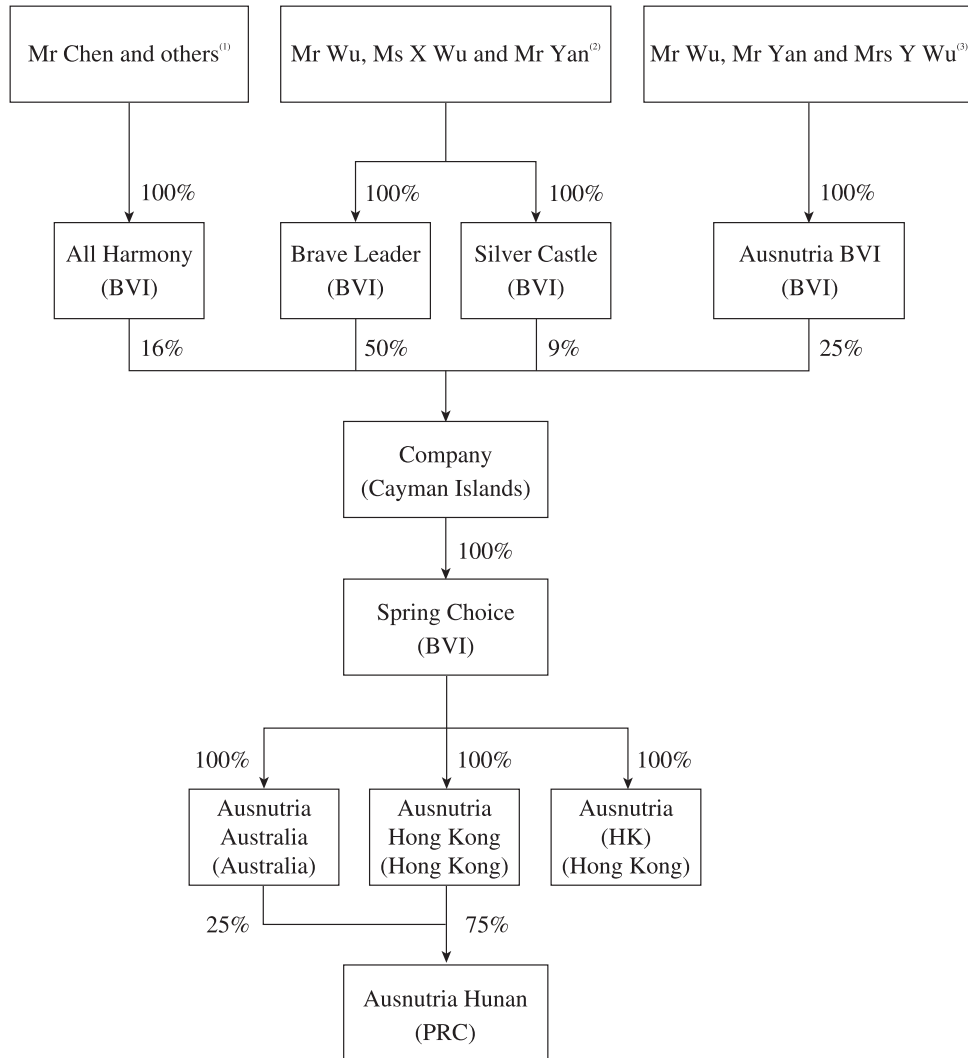 Mr Chen and others(1)
Mr Wu, Ms X Wu and Mr Yan(2)
Mr Wu, Mr Yan and Mrs Y Wu(3)
100%
100%
100%
100%
All Harmony
(BVI)
Brave Leader
(BVI)
Silver Castle
(BVI)
Ausnutria BVI
(BVI)
16%
50%
9%
25%
Company
(Cayman Islands)
100%
Spring Choice
(BVI)
100%
100%
100%
Ausnutria
Australia
(Australia)
Ausnutria
Hong Kong
(Hong Kong)
Ausnutria
(HK)
(Hong Kong)
25%
75%
Ausnutria Hunan
(PRC)